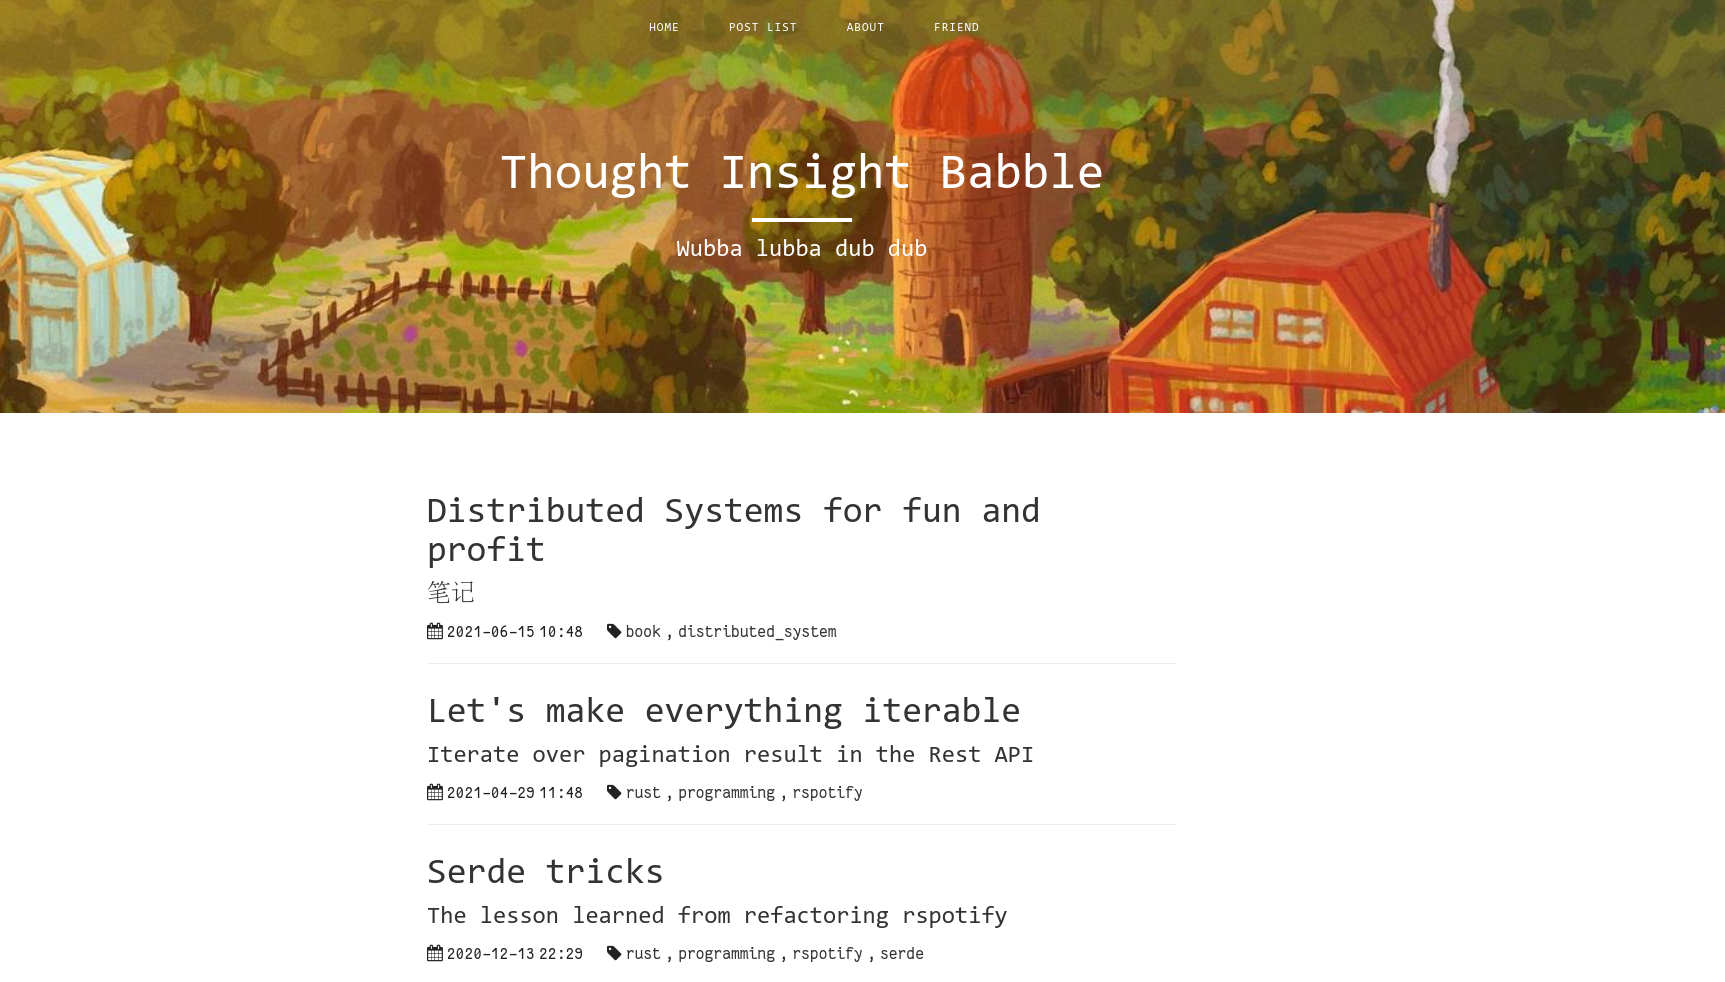 HOME POST LIST ABOUT FRIEND
Thought Insight Babble
Wubba lubba dub dub
Distributed Systems for fun and
profit
笔记
2021-06-15 10:48 book , distributed_system
Let's make everything iterable
Iterate over pagination result in the Rest API
2021-04-29 11:48 rust , programming , rspotify
Serde tricks
The lesson learned from refactoring rspotify
2020-12-13 22:29 rust , programming , rspotify , serde